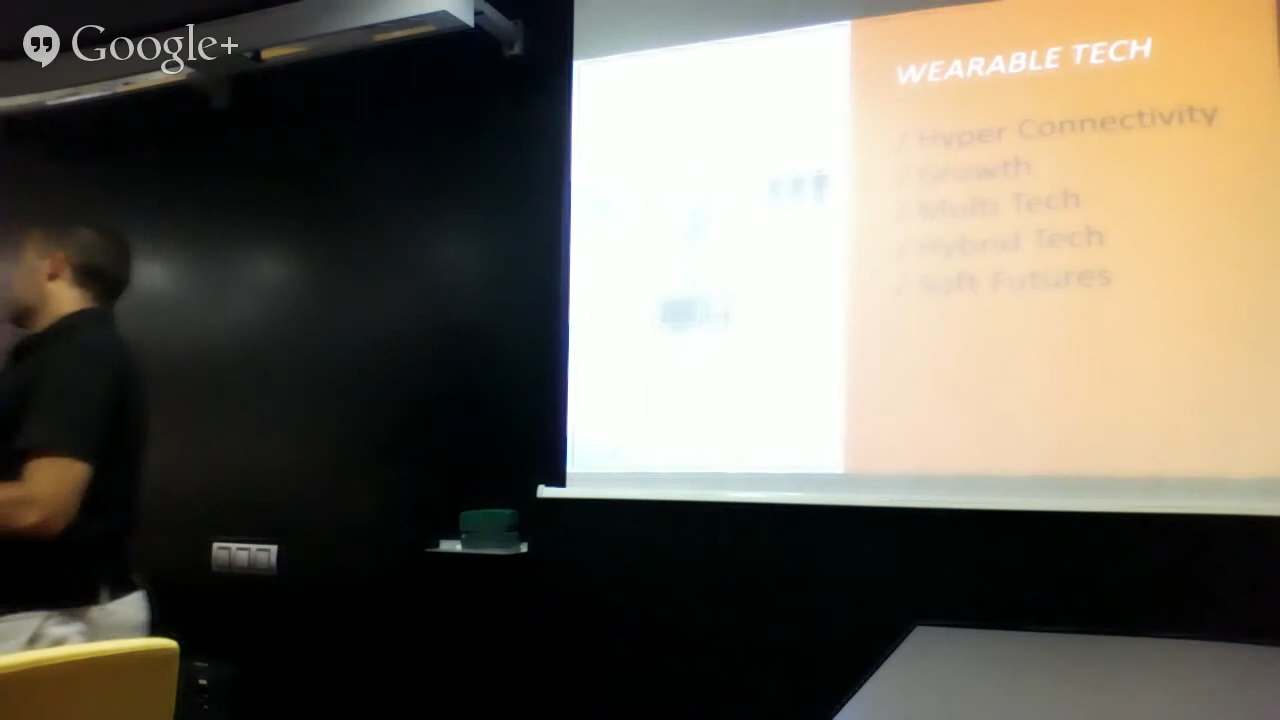 Google+
WEARABLE TECH
/ Hyper Connectivity
/ Growth
/ Multi Tech
/ Hybrid Tech
/ Soft Futures